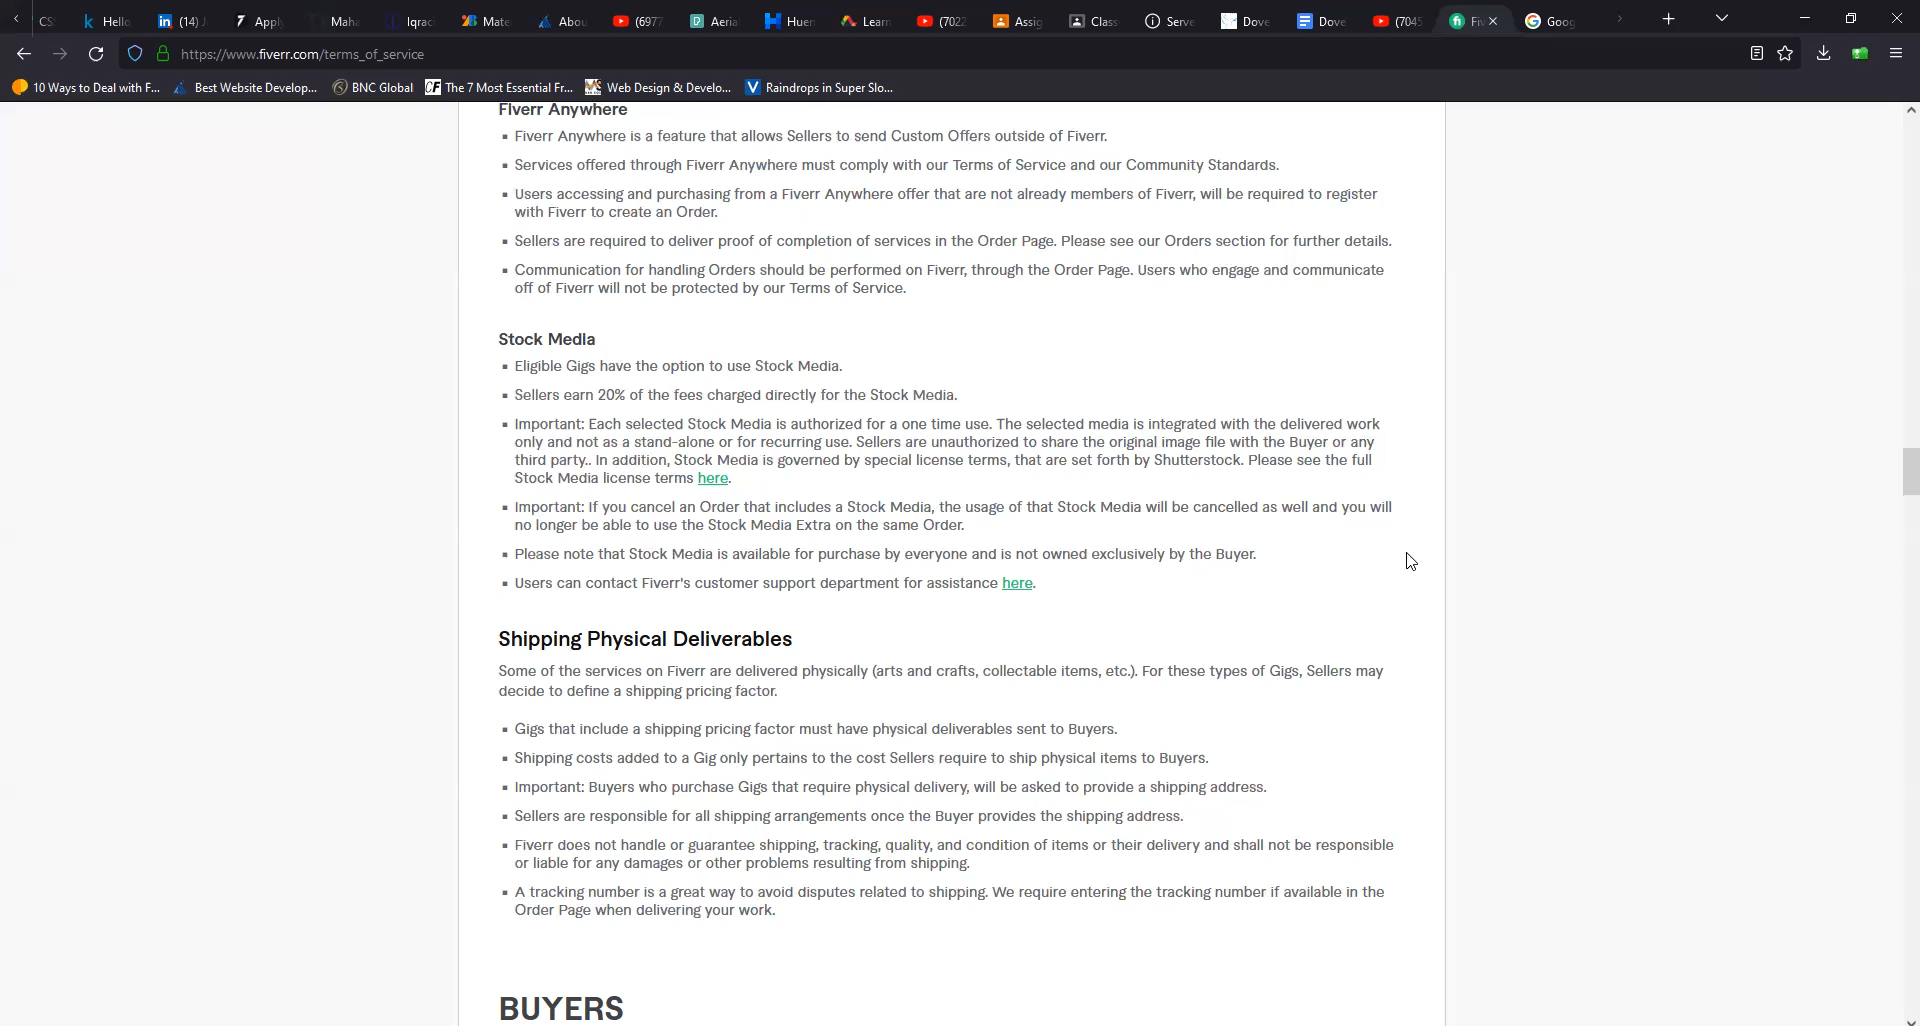 CS
Hello
(14) J
Apply
Maha
Iqrac
Mate
Abou
(6977
Aeria
Huen
Learn
(7022
Assig
Class
Serve
Dove
Dove
(7045
Fiv
Goog
https://www.fiverr.com/terms_of_service
10 Ways to Deal with F...
Best Website Develop...
BNC Global
The 7 Most Essential Fr...
Web Design & Develo...
Raindrops in Super Slo...
Fiverr Anywhere
▪ Fiverr Anywhere is a feature that allows Sellers to send Custom Offers outside of Fiverr.
▪ Services offered through Fiverr Anywhere must comply with our Terms of Service and our Community Standards.
▪ Users accessing and purchasing from a Fiverr Anywhere offer that are not already members of Fiverr, will be required to register
with Fiverr to create an Order.
▪ Sellers are required to deliver proof of completion of services in the Order Page. Please see our Orders section for further details.
▪ Communication for handling Orders should be performed on Fiverr, through the Order Page. Users who engage and communicate
off of Fiverr will not be protected by our Terms of Service.
Stock Media
▪ Eligible Gigs have the option to use Stock Media.
▪ Sellers earn 20% of the fees charged directly for the Stock Media.
▪ Important: Each selected Stock Media is authorized for a one time use. The selected media is integrated with the delivered work
only and not as a stand-alone or for recurring use. Sellers are unauthorized to share the original image file with the Buyer or any
third party.. In addition, Stock Media is governed by special license terms, that are set forth by Shutterstock. Please see the full
Stock Media license terms here.
▪ Important: If you cancel an Order that includes a Stock Media, the usage of that Stock Media will be cancelled as well and you will
no longer be able to use the Stock Media Extra on the same Order.
▪ Please note that Stock Media is available for purchase by everyone and is not owned exclusively by the Buyer.
▪ Users can contact Fiverr's customer support department for assistance here.
Shipping Physical Deliverables
Some of the services on Fiverr are delivered physically (arts and crafts, collectable items, etc.). For these types of Gigs, Sellers may
decide to define a shipping pricing factor.
▪ Gigs that include a shipping pricing factor must have physical deliverables sent to Buyers.
▪ Shipping costs added to a Gig only pertains to the cost Sellers require to ship physical items to Buyers.
▪ Important: Buyers who purchase Gigs that require physical delivery, will be asked to provide a shipping address.
▪ Sellers are responsible for all shipping arrangements once the Buyer provides the shipping address.
▪ Fiverr does not handle or guarantee shipping, tracking, quality, and condition of items or their delivery and shall not be responsible
or liable for any damages or other problems resulting from shipping.
▪ A tracking number is a great way to avoid disputes related to shipping. We require entering the tracking number if available in the
Order Page when delivering your work.
BUYERS